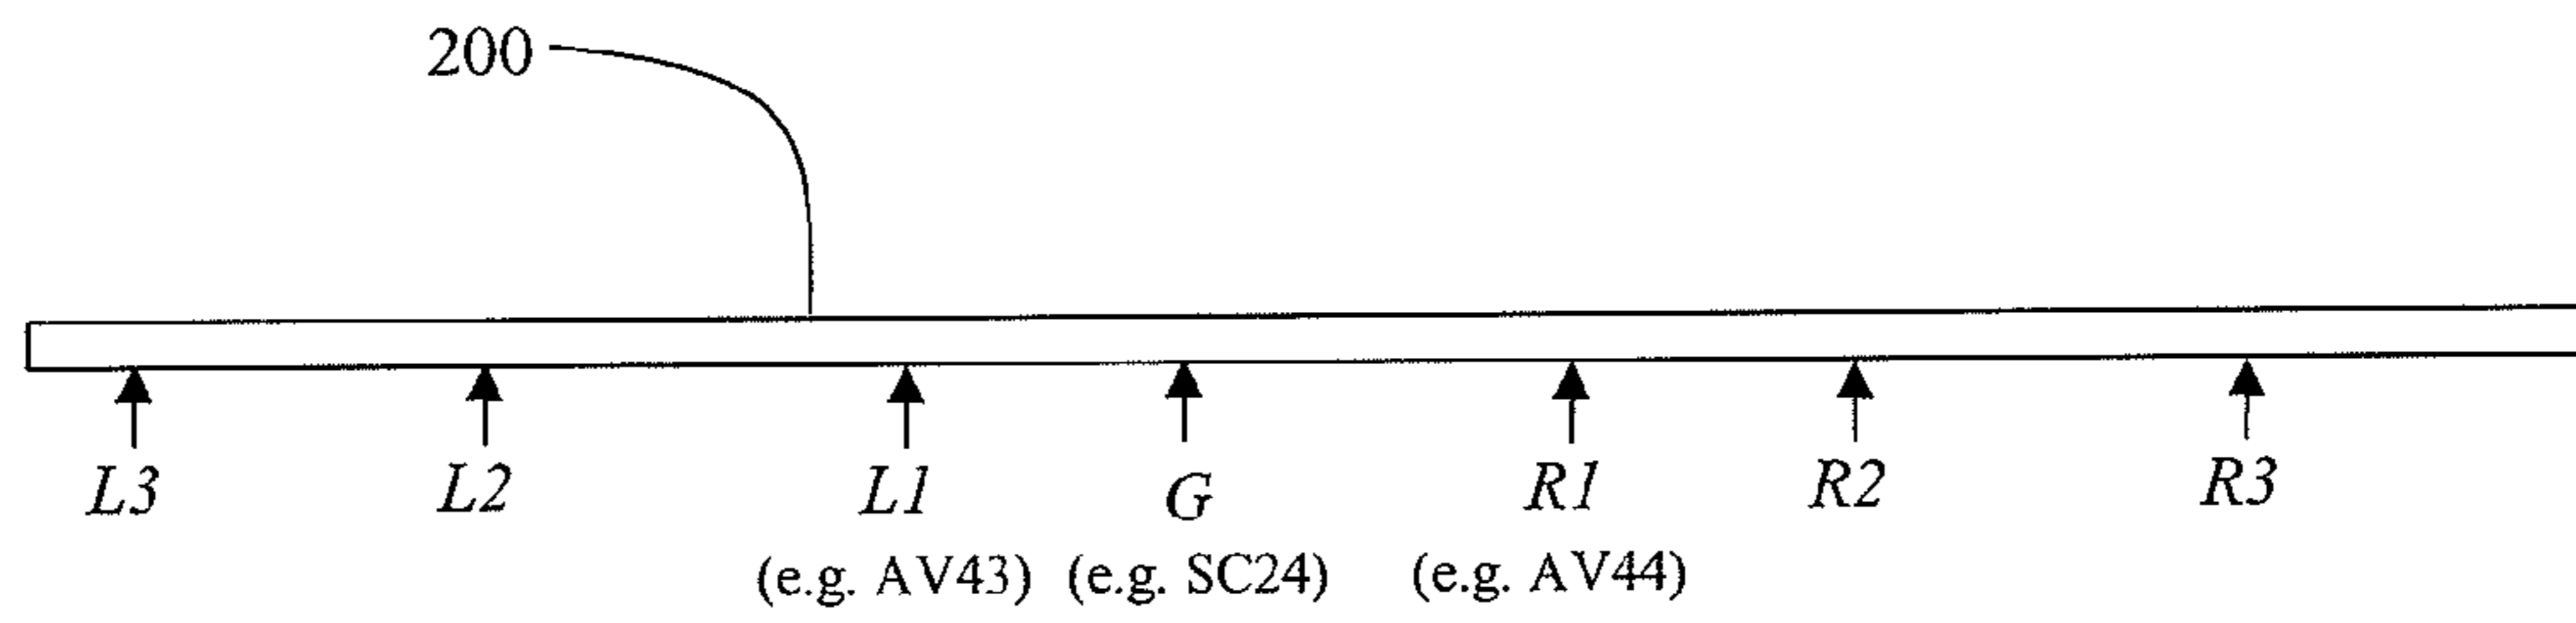 200
L3 L2 L1 G R1 R2 R3
(e.g. AV43) (e.g. SC24) (e.g. AV44)